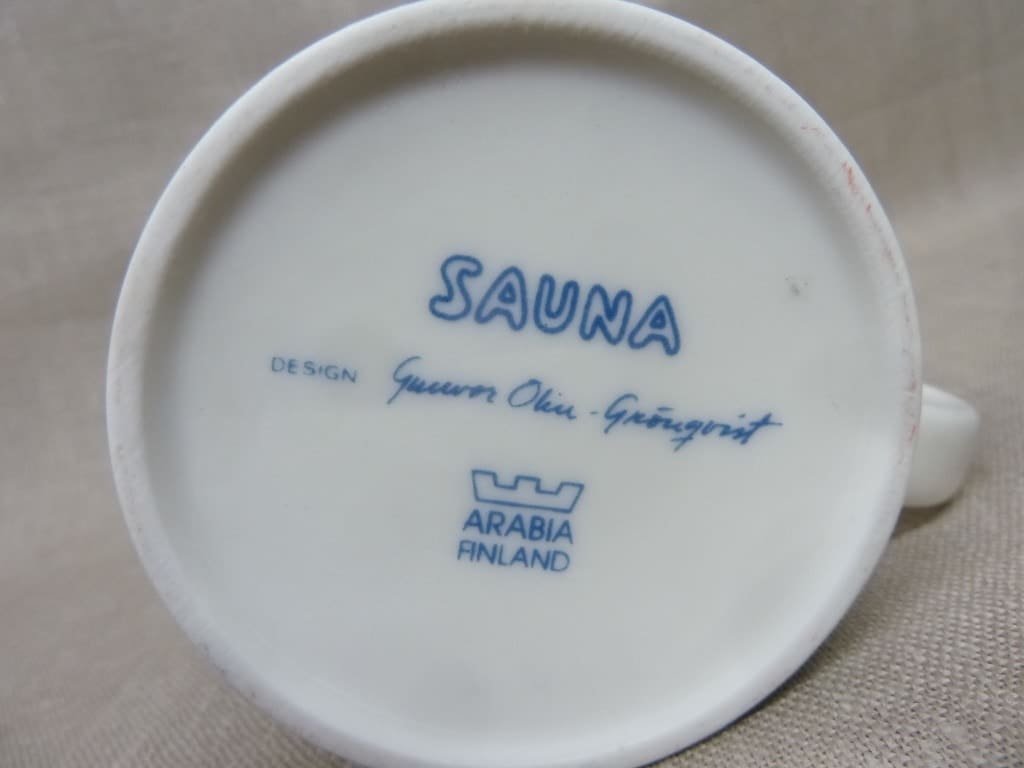 SAUNA
DESIGN Gunvor Olin-Grönqvist
ARABIA
FINLAND